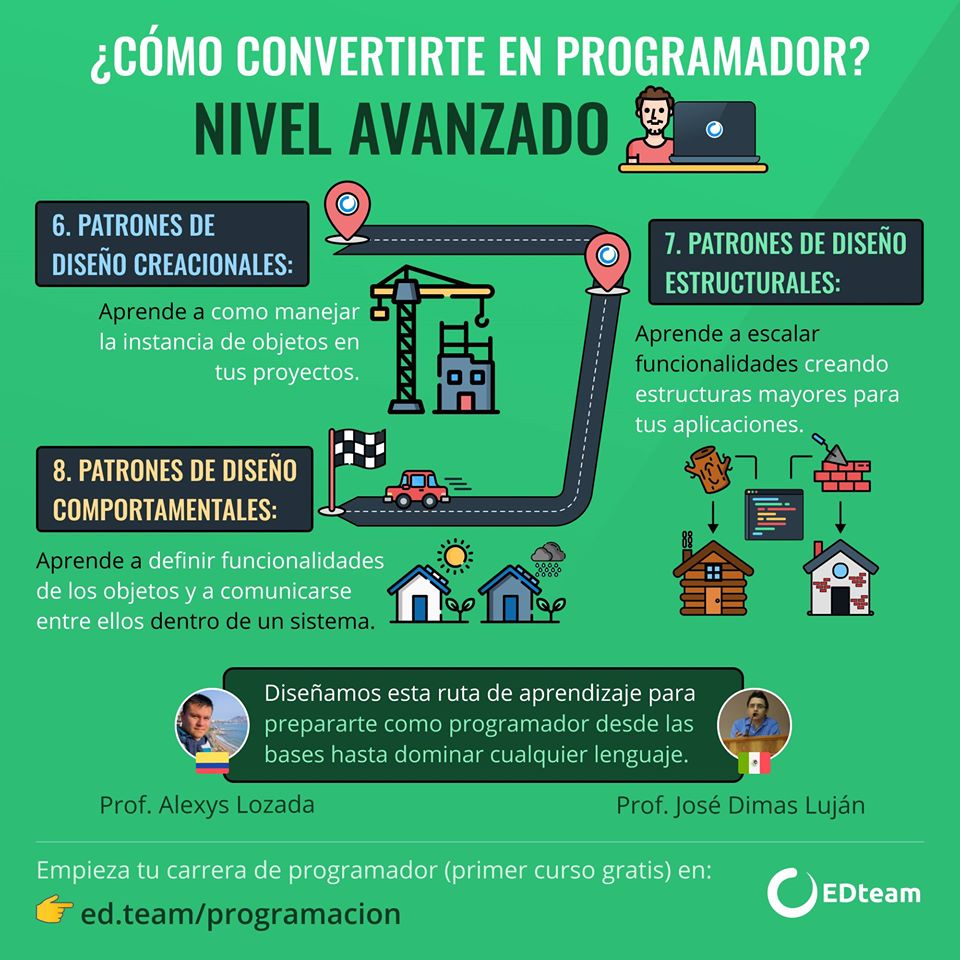 ¿CÓMO CONVERTIRTE EN PROGRAMADOR?
NIVEL AVANZADO
6. PATRONES DE
DISEÑO CREACIONALES:
Aprende a como manejar
la instancia de objetos en
tus proyectos.
7. PATRONES DE DISEÑO
ESTRUCTURALES:
Aprende a escalar
funcionalidades creando
estructuras mayores para
tus aplicaciones.
8. PATRONES DE DISEÑO
COMPORTAMENTALES:
Aprende a definir funcionalidades
de los objetos y a comunicarse
entre ellos dentro de un sistema.
Diseñamos esta ruta de aprendizaje para
prepararte como programador desde las
bases hasta dominar cualquier lenguaje.
Prof. Alexys Lozada
Prof. José Dimas Luján
Empieza tu carrera de programador (primer curso gratis) en:
ed.team/programacion
EDteam